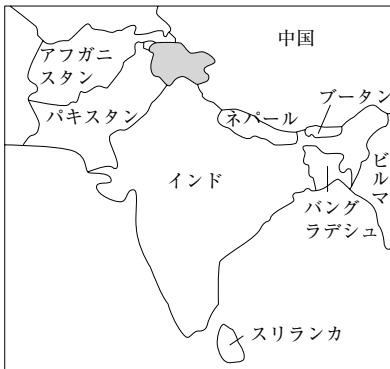 中国
アフガニ
スタン
ブータン
パキスタン
ネパール
ビルマ
インド
バング
ラデシュ
スリランカ